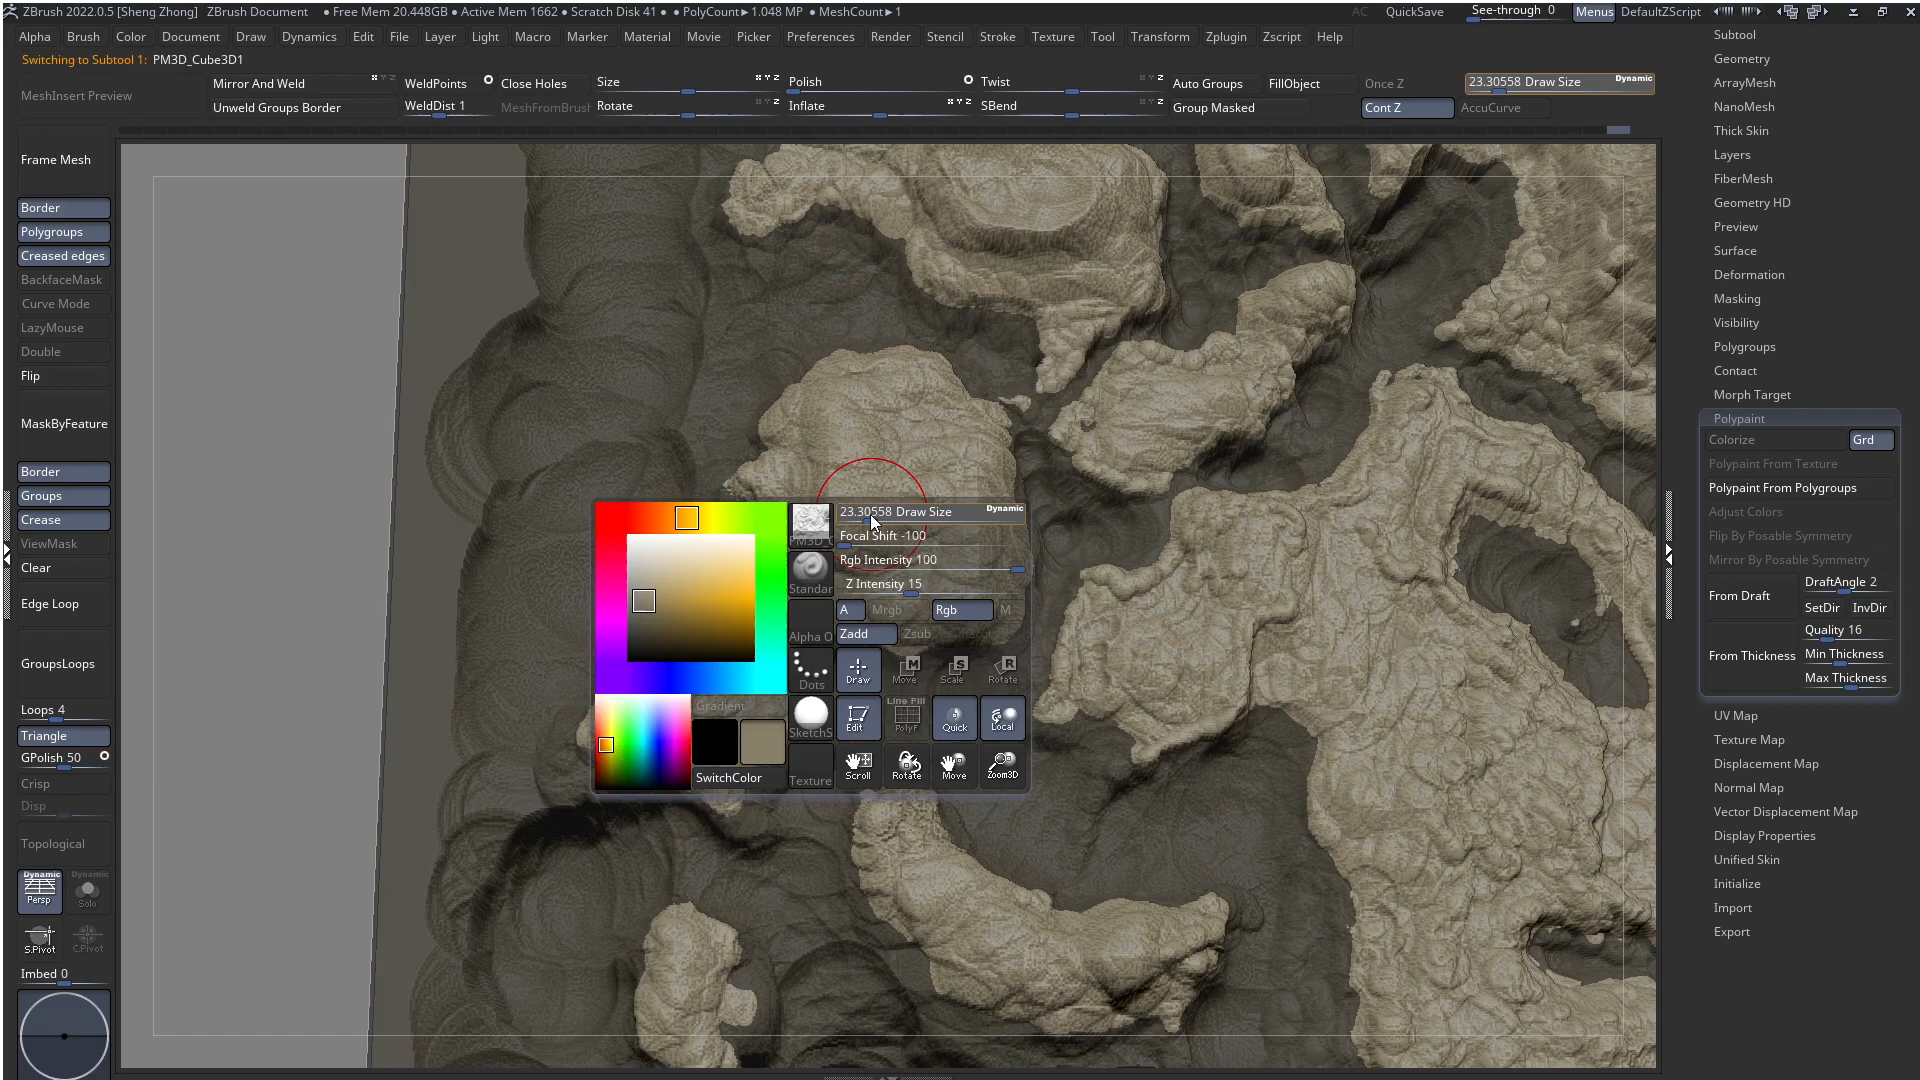 ZBrush 2022.0.5 [Sheng Zhong] ZBrush Document • Free Mem 20.448GB • Active Mem 1662 • Scratch Disk 41 • • PolyCount► 1.048 MP • MeshCount► 1 AC QuickSave See-through 0 Menus DefaultZScript
Alpha Brush Color Document Draw Dynamics Edit File Layer Light Macro Marker Material Movie Picker Preferences Render Stencil Stroke Texture Tool Transform Zplugin Zscript Help
Switching to Subtool 1: PM3D_Cube3D1
MeshInsert Preview
Mirror And Weld
Unweld Groups Border
WeldPoints
WeldDist 1
Close Holes
MeshFromBrush
Size
Rotate
Polish
Inflate
Twist
SBend
Auto Groups
Group Masked
FillObject
Once Z
Cont Z
23.30558 Draw Size Dynamic
AccuCurve
Frame Mesh
Border
Polygroups
Creased edges
BackfaceMask
Curve Mode
LazyMouse
Double
Flip
MaskByFeature
Border
Groups
Crease
ViewMask
Clear
Edge Loop
GroupsLoops
Loops 4
Triangle
GPolish 50
Crisp
Disp
Topological
Dynamic
Persp
Dynamic
Solo
S.Pivot
C.Pivot
Imbed 0
Gradient
SwitchColor
Standar
Alpha O
Dots
SketchS
Texture
23.30558 Draw Size Dynamic
Focal Shift -100
Rgb Intensity 100
Z Intensity 15
A Mrgb Rgb M
Zadd Zsub
Draw
M Move
S Scale
R Rotate
Edit
Line Fill
PolyF
Quick
Local
Scroll
Rotate
Move
Zoom3D
Subtool
Geometry
ArrayMesh
NanoMesh
Thick Skin
Layers
FiberMesh
Geometry HD
Preview
Surface
Deformation
Masking
Visibility
Polygroups
Contact
Morph Target
Polypaint
Colorize Grd
Polypaint From Texture
Polypaint From Polygroups
Adjust Colors
Flip By Posable Symmetry
Mirror By Posable Symmetry
From Draft
DraftAngle 2
SetDir InvDir
From Thickness
Quality 16
Min Thickness
Max Thickness
UV Map
Texture Map
Displacement Map
Normal Map
Vector Displacement Map
Display Properties
Unified Skin
Initialize
Import
Export